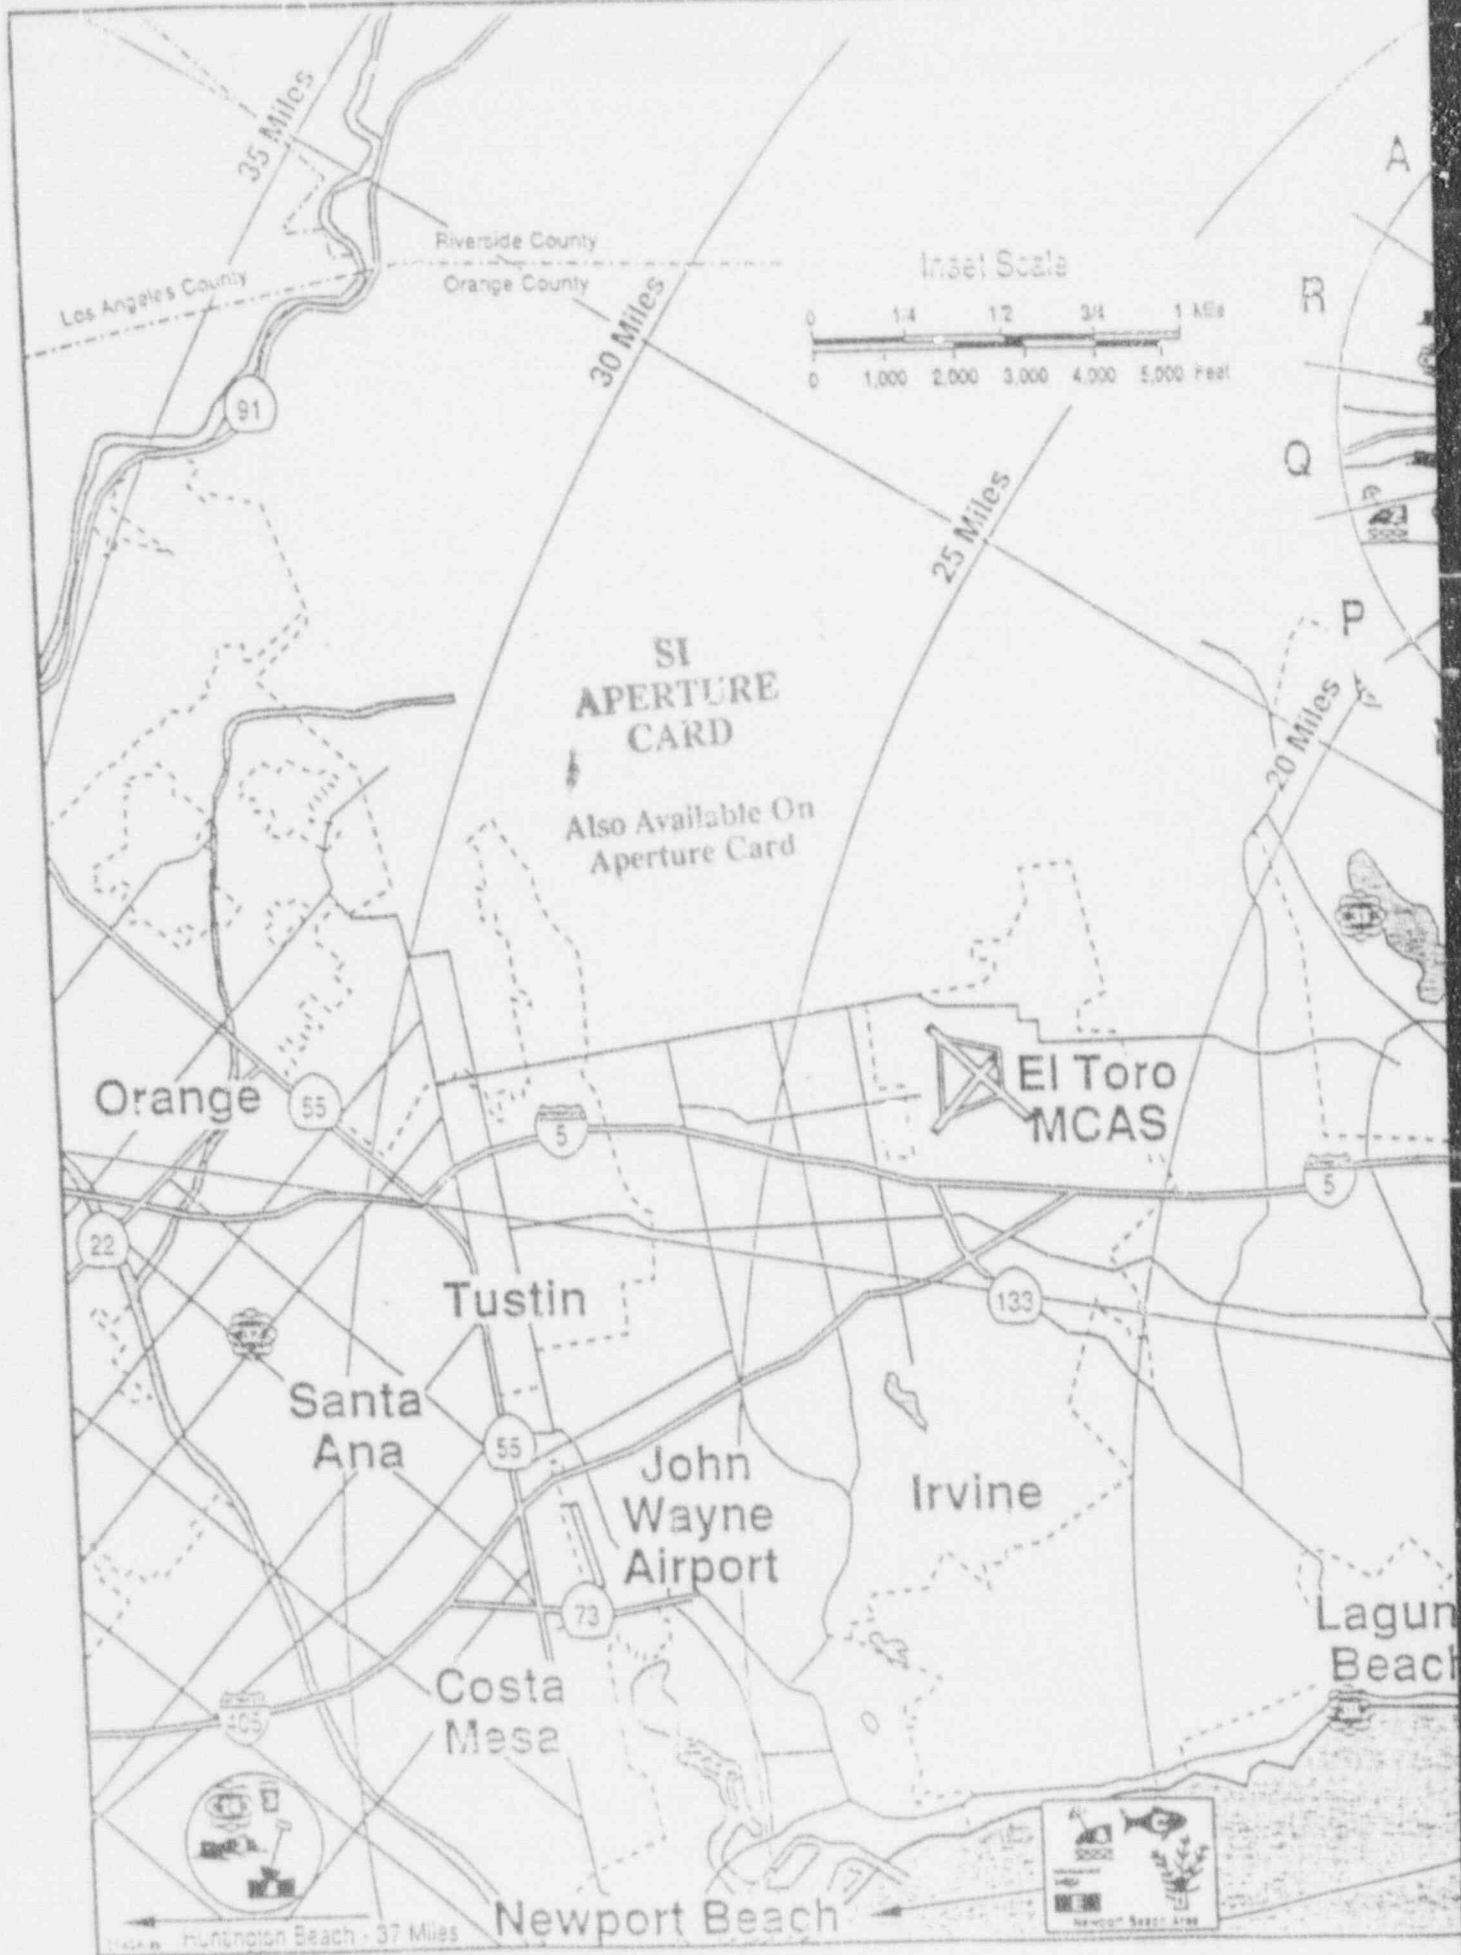 35 Miles
A
Riverside County
Orange County
Los Angeles County
Inset Scale
0 1/4 1/2 3/4 1 Mile
0 1,000 2,000 3,000 4,000 5,000 Feet
R
30 Miles
91
Q
25 Miles
P
SI
APERTURE
CARD
20 Miles
Also Available On
Aperture Card
El Toro
MCAS
Orange
55
5
5
22
Tustin
133
Santa
Ana
55
John
Wayne
Airport
Irvine
73
Lagun
Beach
Costa
Mesa
405
Newport Beach
Newport Beach Area
Huntington Beach - 37 Miles